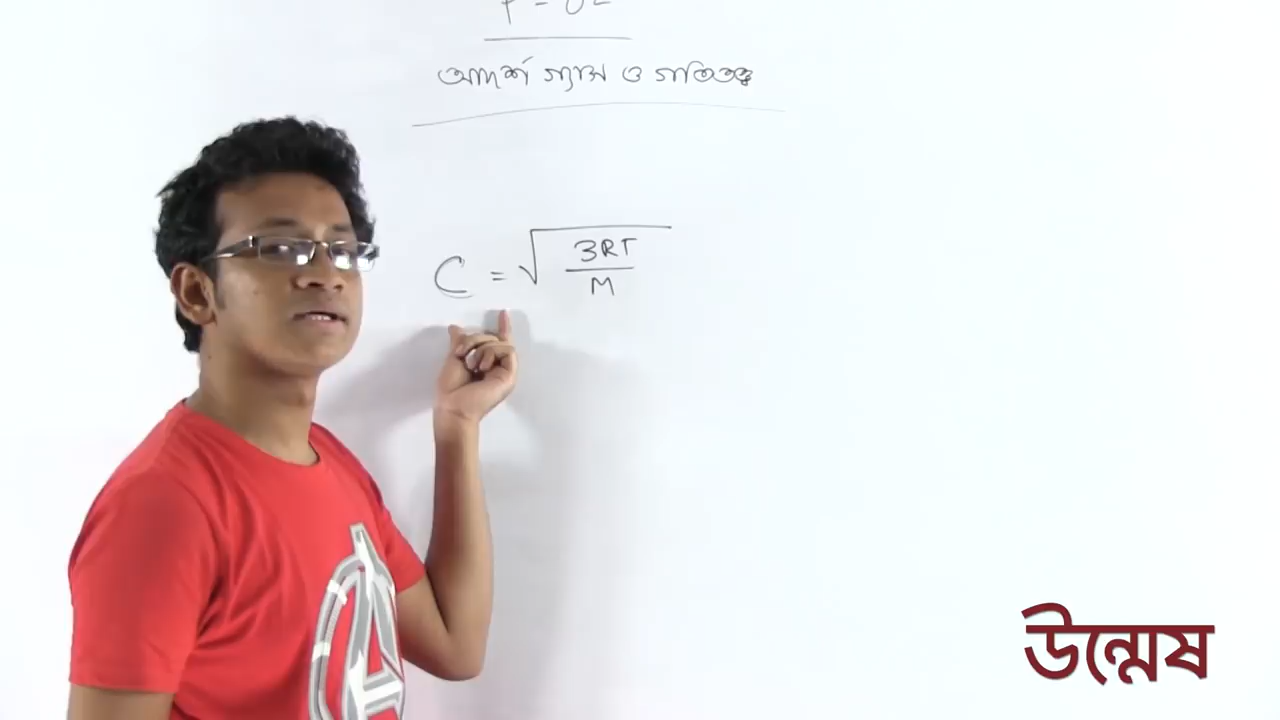 আদর্শ গ্যাস ও গতিতত্ত্ব
C = √(3RT/M)
উন্মেষ